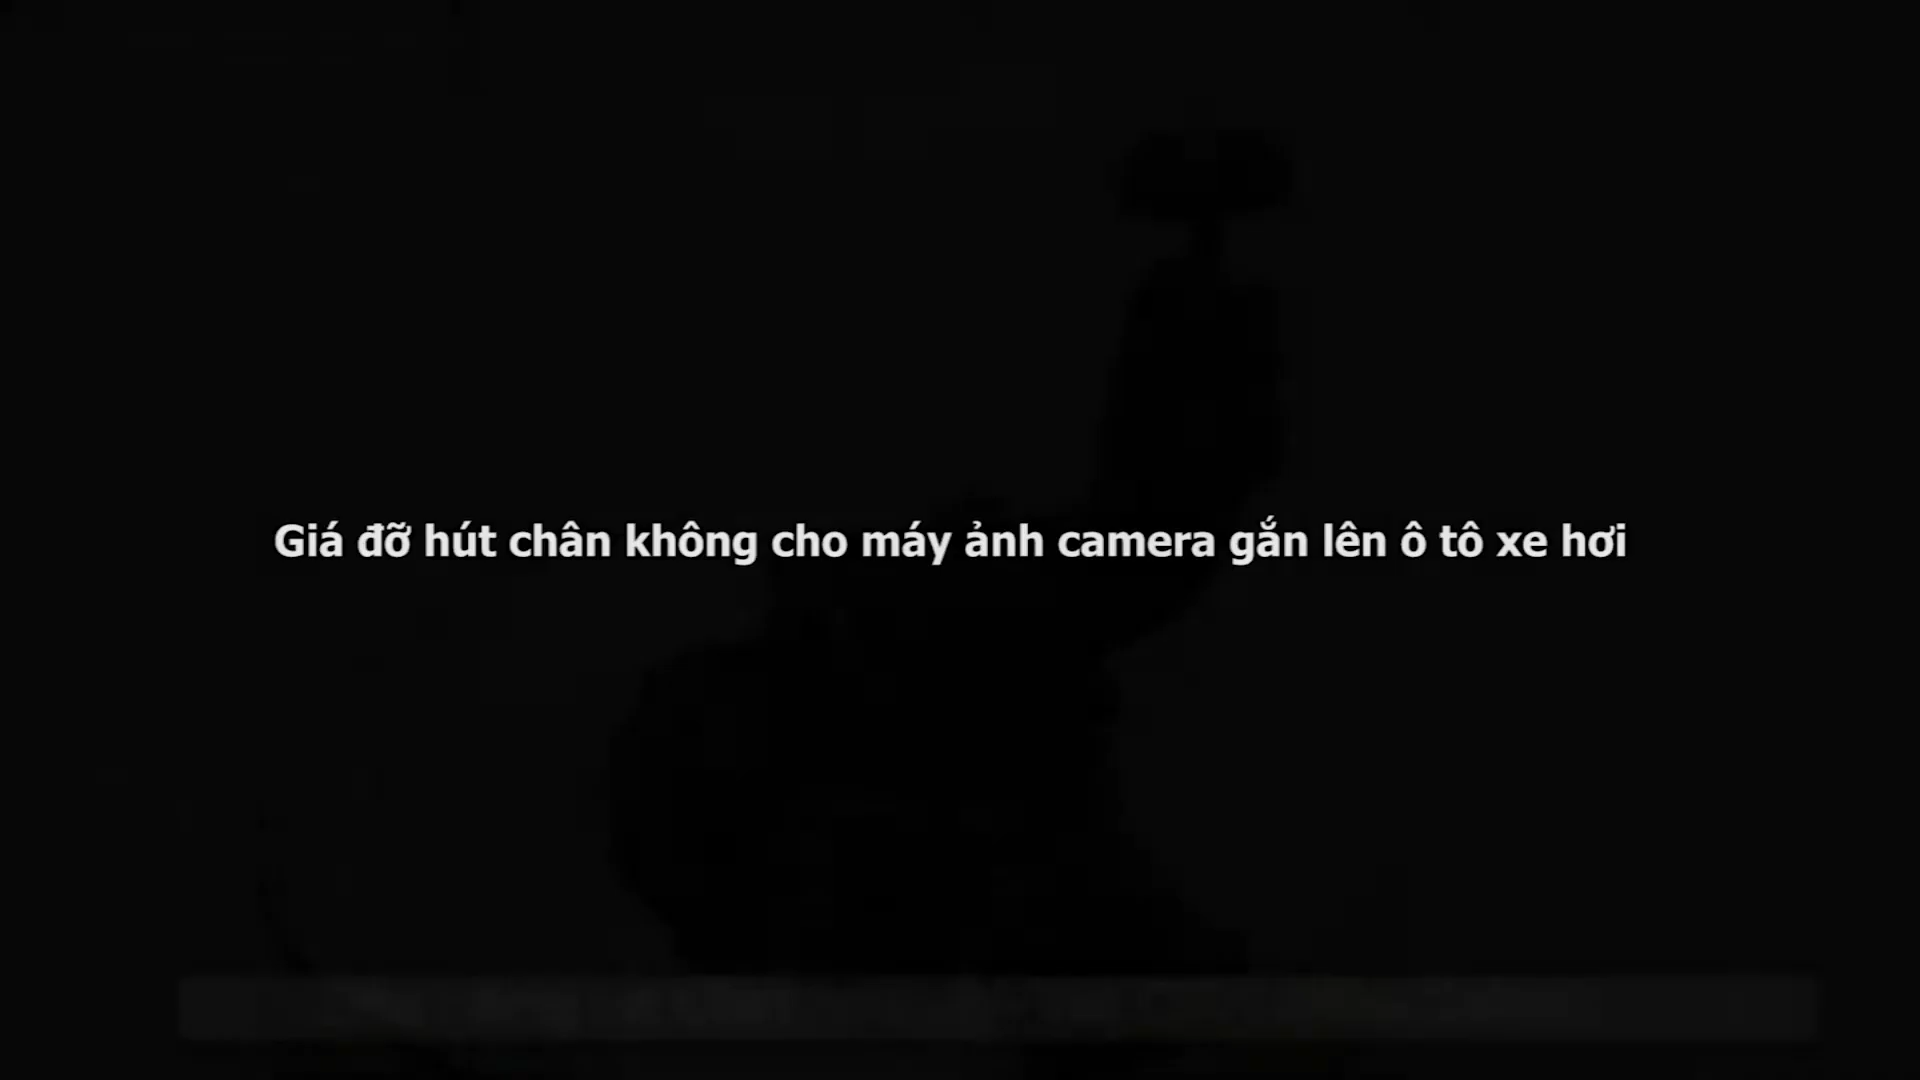 Giá đỡ hút chân không cho máy ảnh camera gắn lên ô tô xe hơi